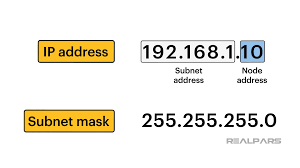 IP address 192.168.1.10
Subnet address Node address
Subnet mask 255.255.255.0
REALPARS